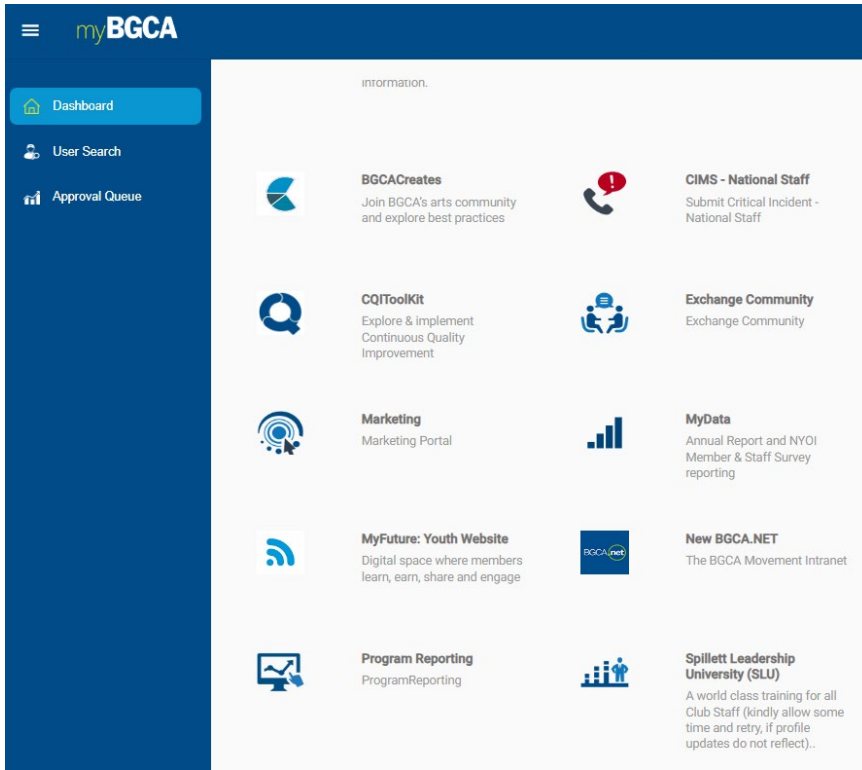 myBGCA
Dashboard
User Search
Approval Queue
information.
BGCACreates
Join BGCA's arts community
and explore best practices
CIMS - National Staff
Submit Critical Incident -
National Staff
CQIToolKit
Explore & implement
Continuous Quality
Improvement
Exchange Community
Exchange Community
Marketing
Marketing Portal
MyData
Annual Report and NYOI
Member & Staff Survey
reporting
MyFuture: Youth Website
Digital space where members
learn, earn, share and engage
BGCA.net
New BGCA.NET
The BGCA Movement Intranet
Program Reporting
ProgramReporting
Spillett Leadership
University (SLU)
A world class training for all
Club Staff (kindly allow some
time and retry, if profile
updates do not reflect)..